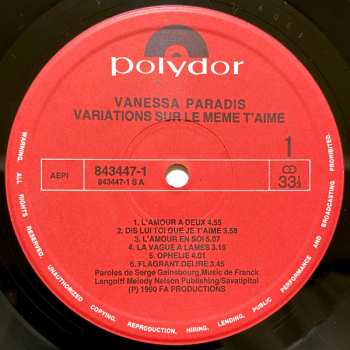 polydor
VANESSA PARADIS
VARIATIONS SUR LE MEME T'AIME
AEPI
843447-1
843447-1 S A
1
33⅓
1. L'AMOUR A DEUX 4.55
2. DIS LUI TOI QUE JE T'AIME 3.58
3. L'AMOUR EN SOI 5.07
4. LA VAGUE A LAMES 3.15
5. OPHELIE 4.01
6. FLAGRANT DELIRE 3.45
Paroles de Serge Gainsbourg,Music de Franck
Langolff Melody Nelson Publishing/Savatipitol
(P) 1990 FA PRODUCTIONS
WARNING. ALL RIGHTS RESERVED. UNAUTHORIZED COPYING, REPRODUCTION, HIRING, LENDING, PUBLIC PERFORMANCE AND BROADCASTING PROHIBITED.